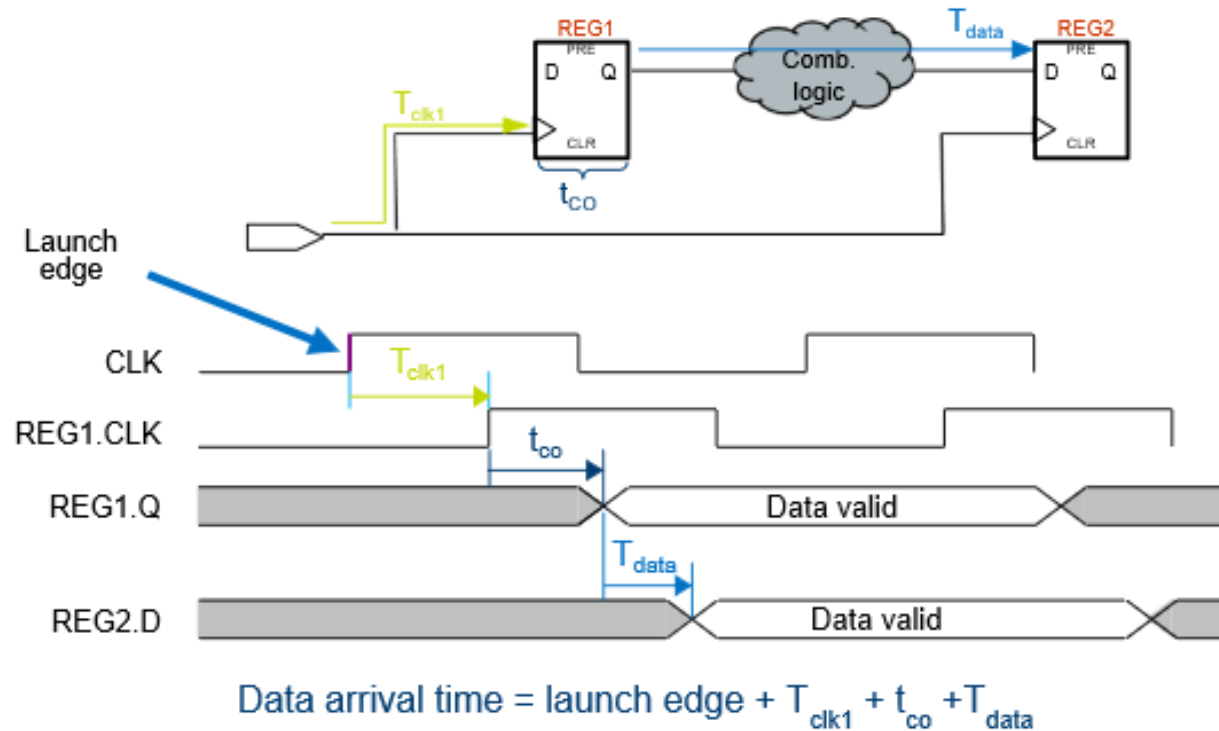 REG1
T_data
REG2
PRE
PRE
D Q
Comb.
logic
D Q
T_clk1
CLR
CLR
t_CO
Launch
edge
CLK
T_clk1
REG1.CLK
t_co
REG1.Q
Data valid
T_data
REG2.D
Data valid
Data arrival time = launch edge + T_clk1 + t_co +T_data